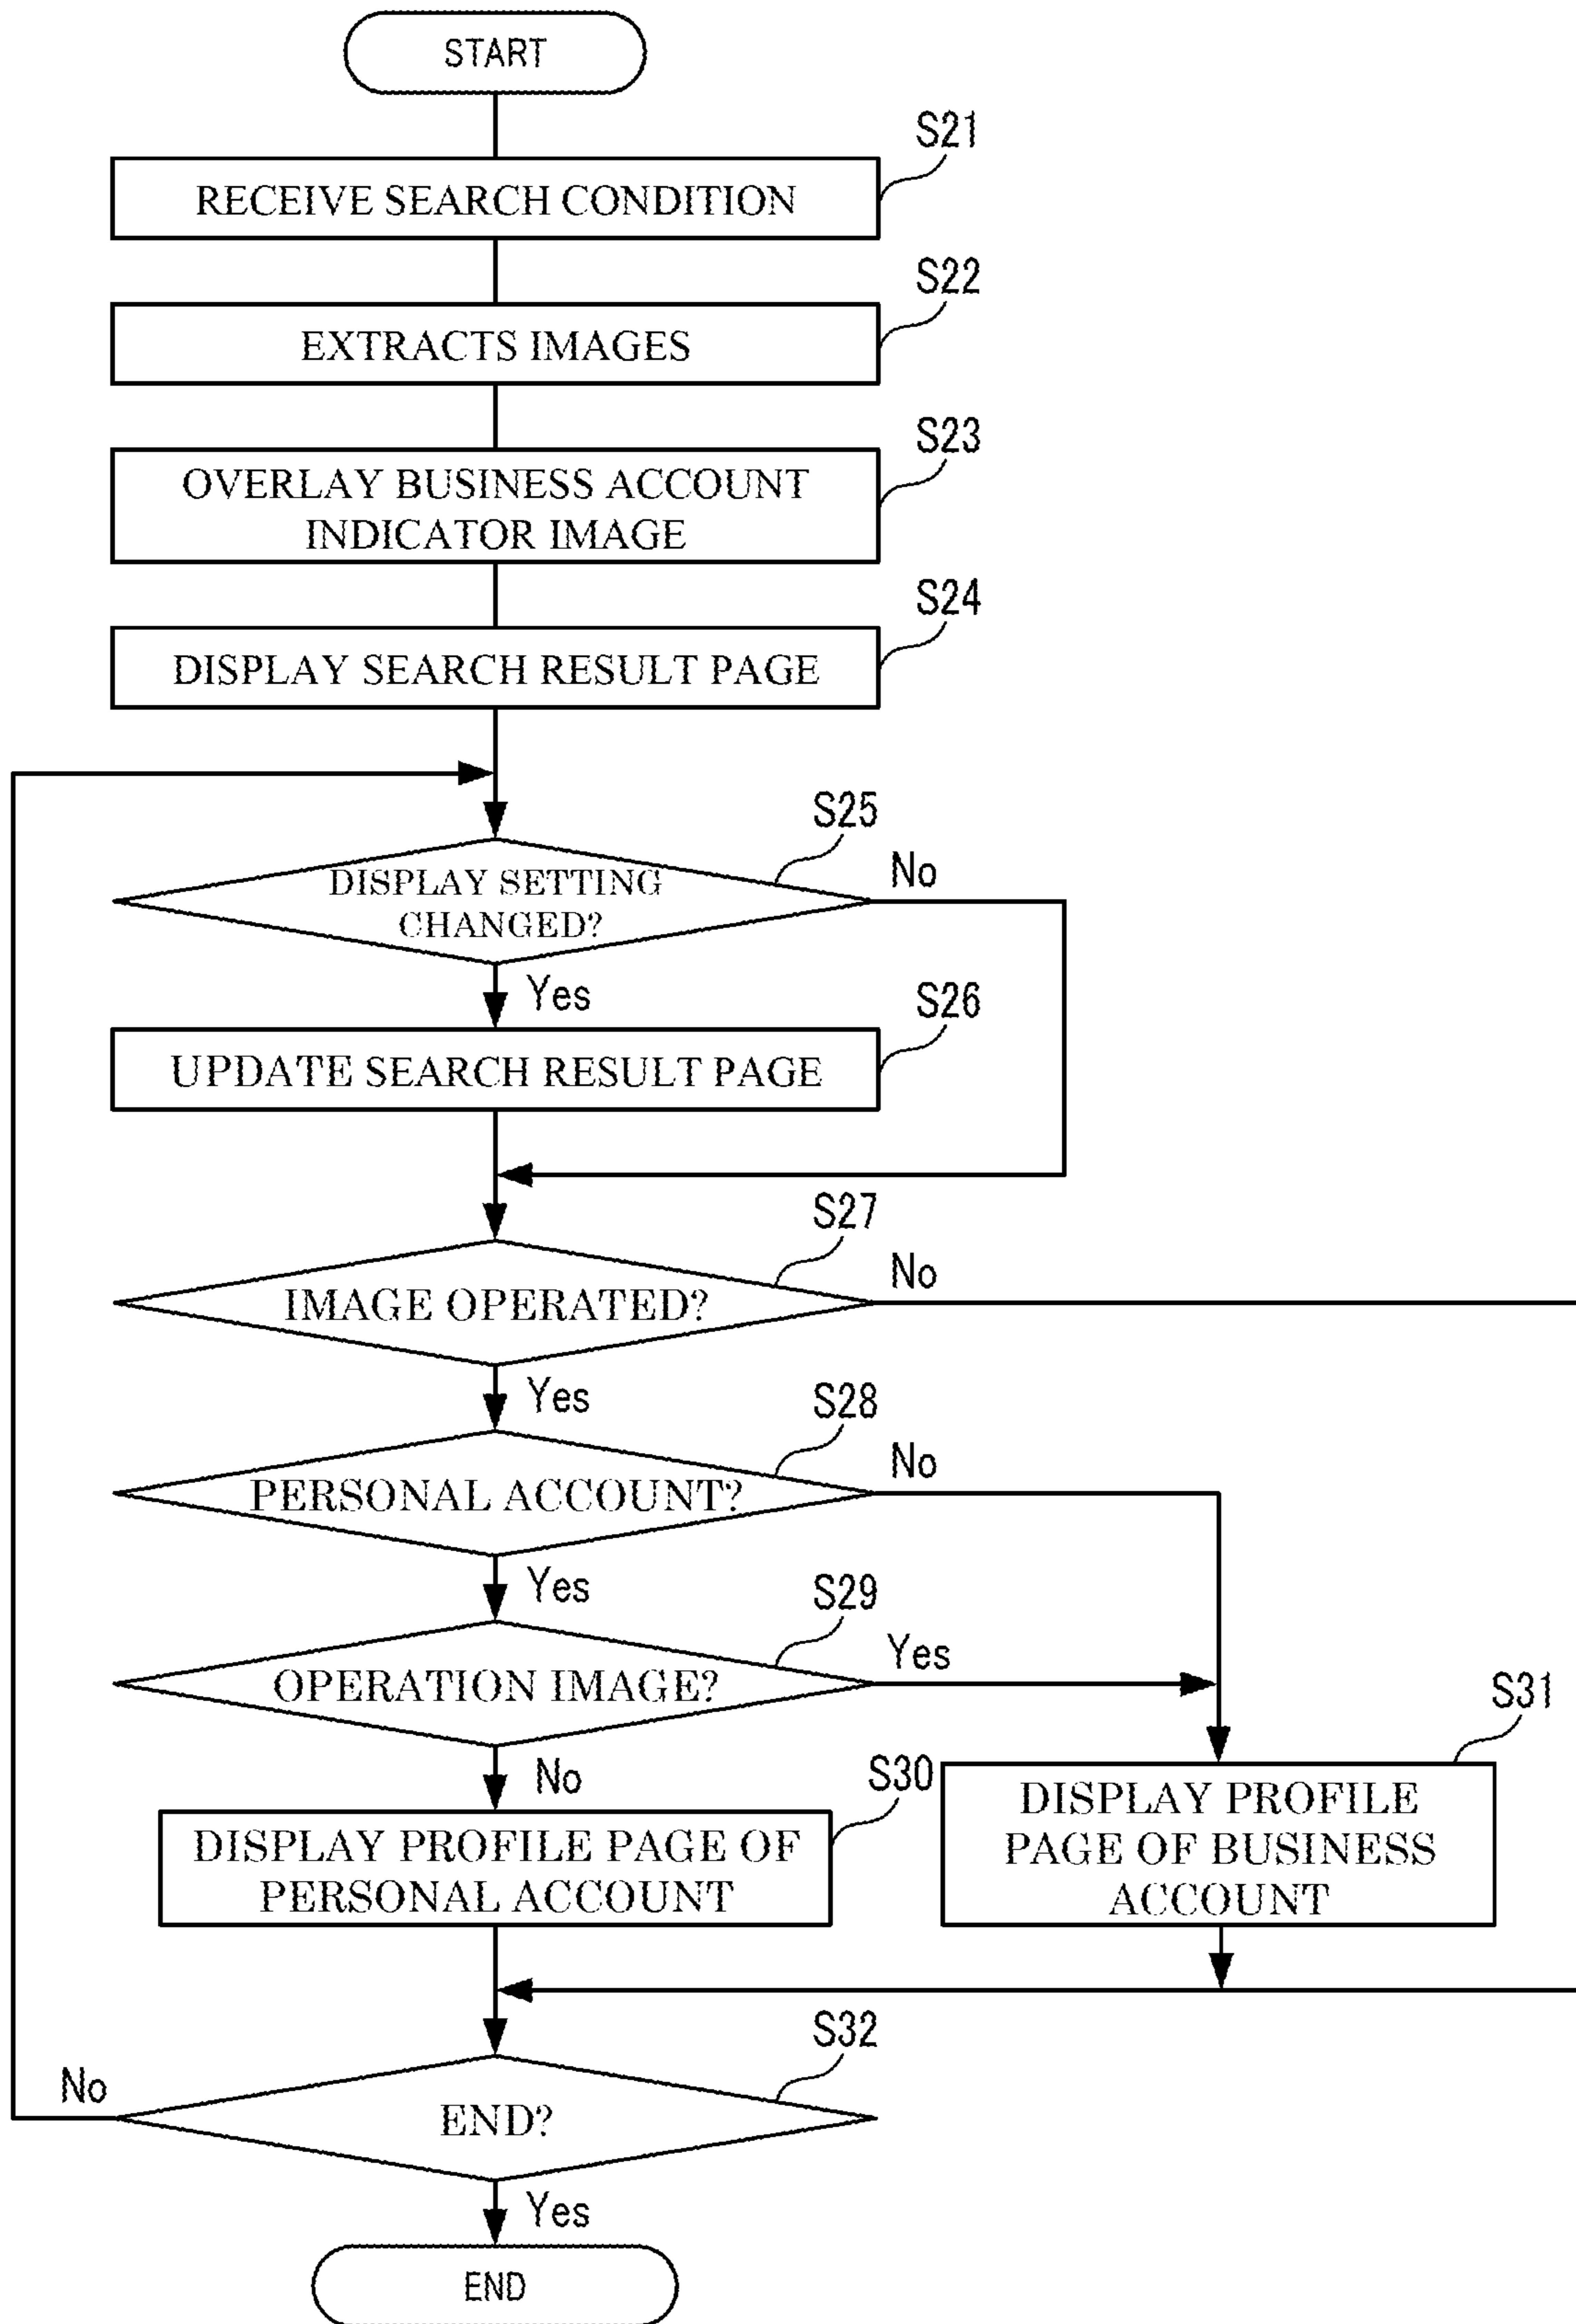 START
S21
RECEIVE SEARCH CONDITION
S22
EXTRACTS IMAGES
S23
OVERLAY BUSINESS ACCOUNT
INDICATOR IMAGE
S24
DISPLAY SEARCH RESULT PAGE
S25
No
DISPLAY SETTING
CHANGED?
Yes
S26
UPDATE SEARCH RESULT PAGE
S27
No
IMAGE OPERATED?
Yes
S28
No
PERSONAL ACCOUNT?
Yes
S29
Yes
OPERATION IMAGE?
No
S30
S31
DISPLAY PROFILE PAGE OF
PERSONAL ACCOUNT
DISPLAY PROFILE
PAGE OF BUSINESS
ACCOUNT
S32
No
END?
Yes
END